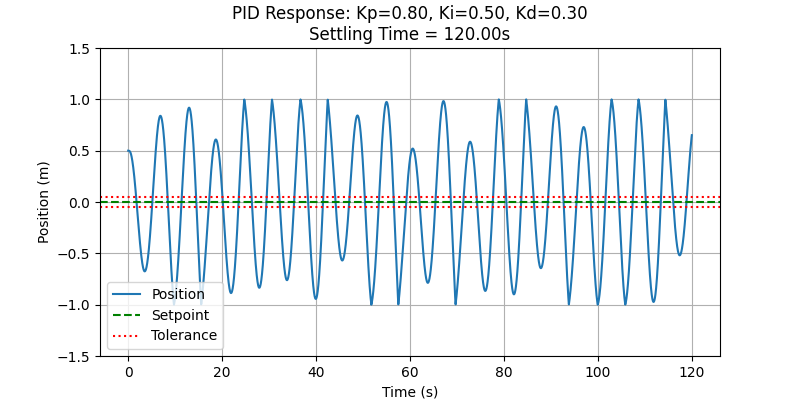 PID Response: Kp=0.80, Ki=0.50, Kd=0.30
Settling Time = 120.00s
Position (m)
1.5
1.0
0.5
0.0
−0.5
−1.0
−1.5
Position
Setpoint
Tolerance
0 20 40 60 80 100 120
Time (s)